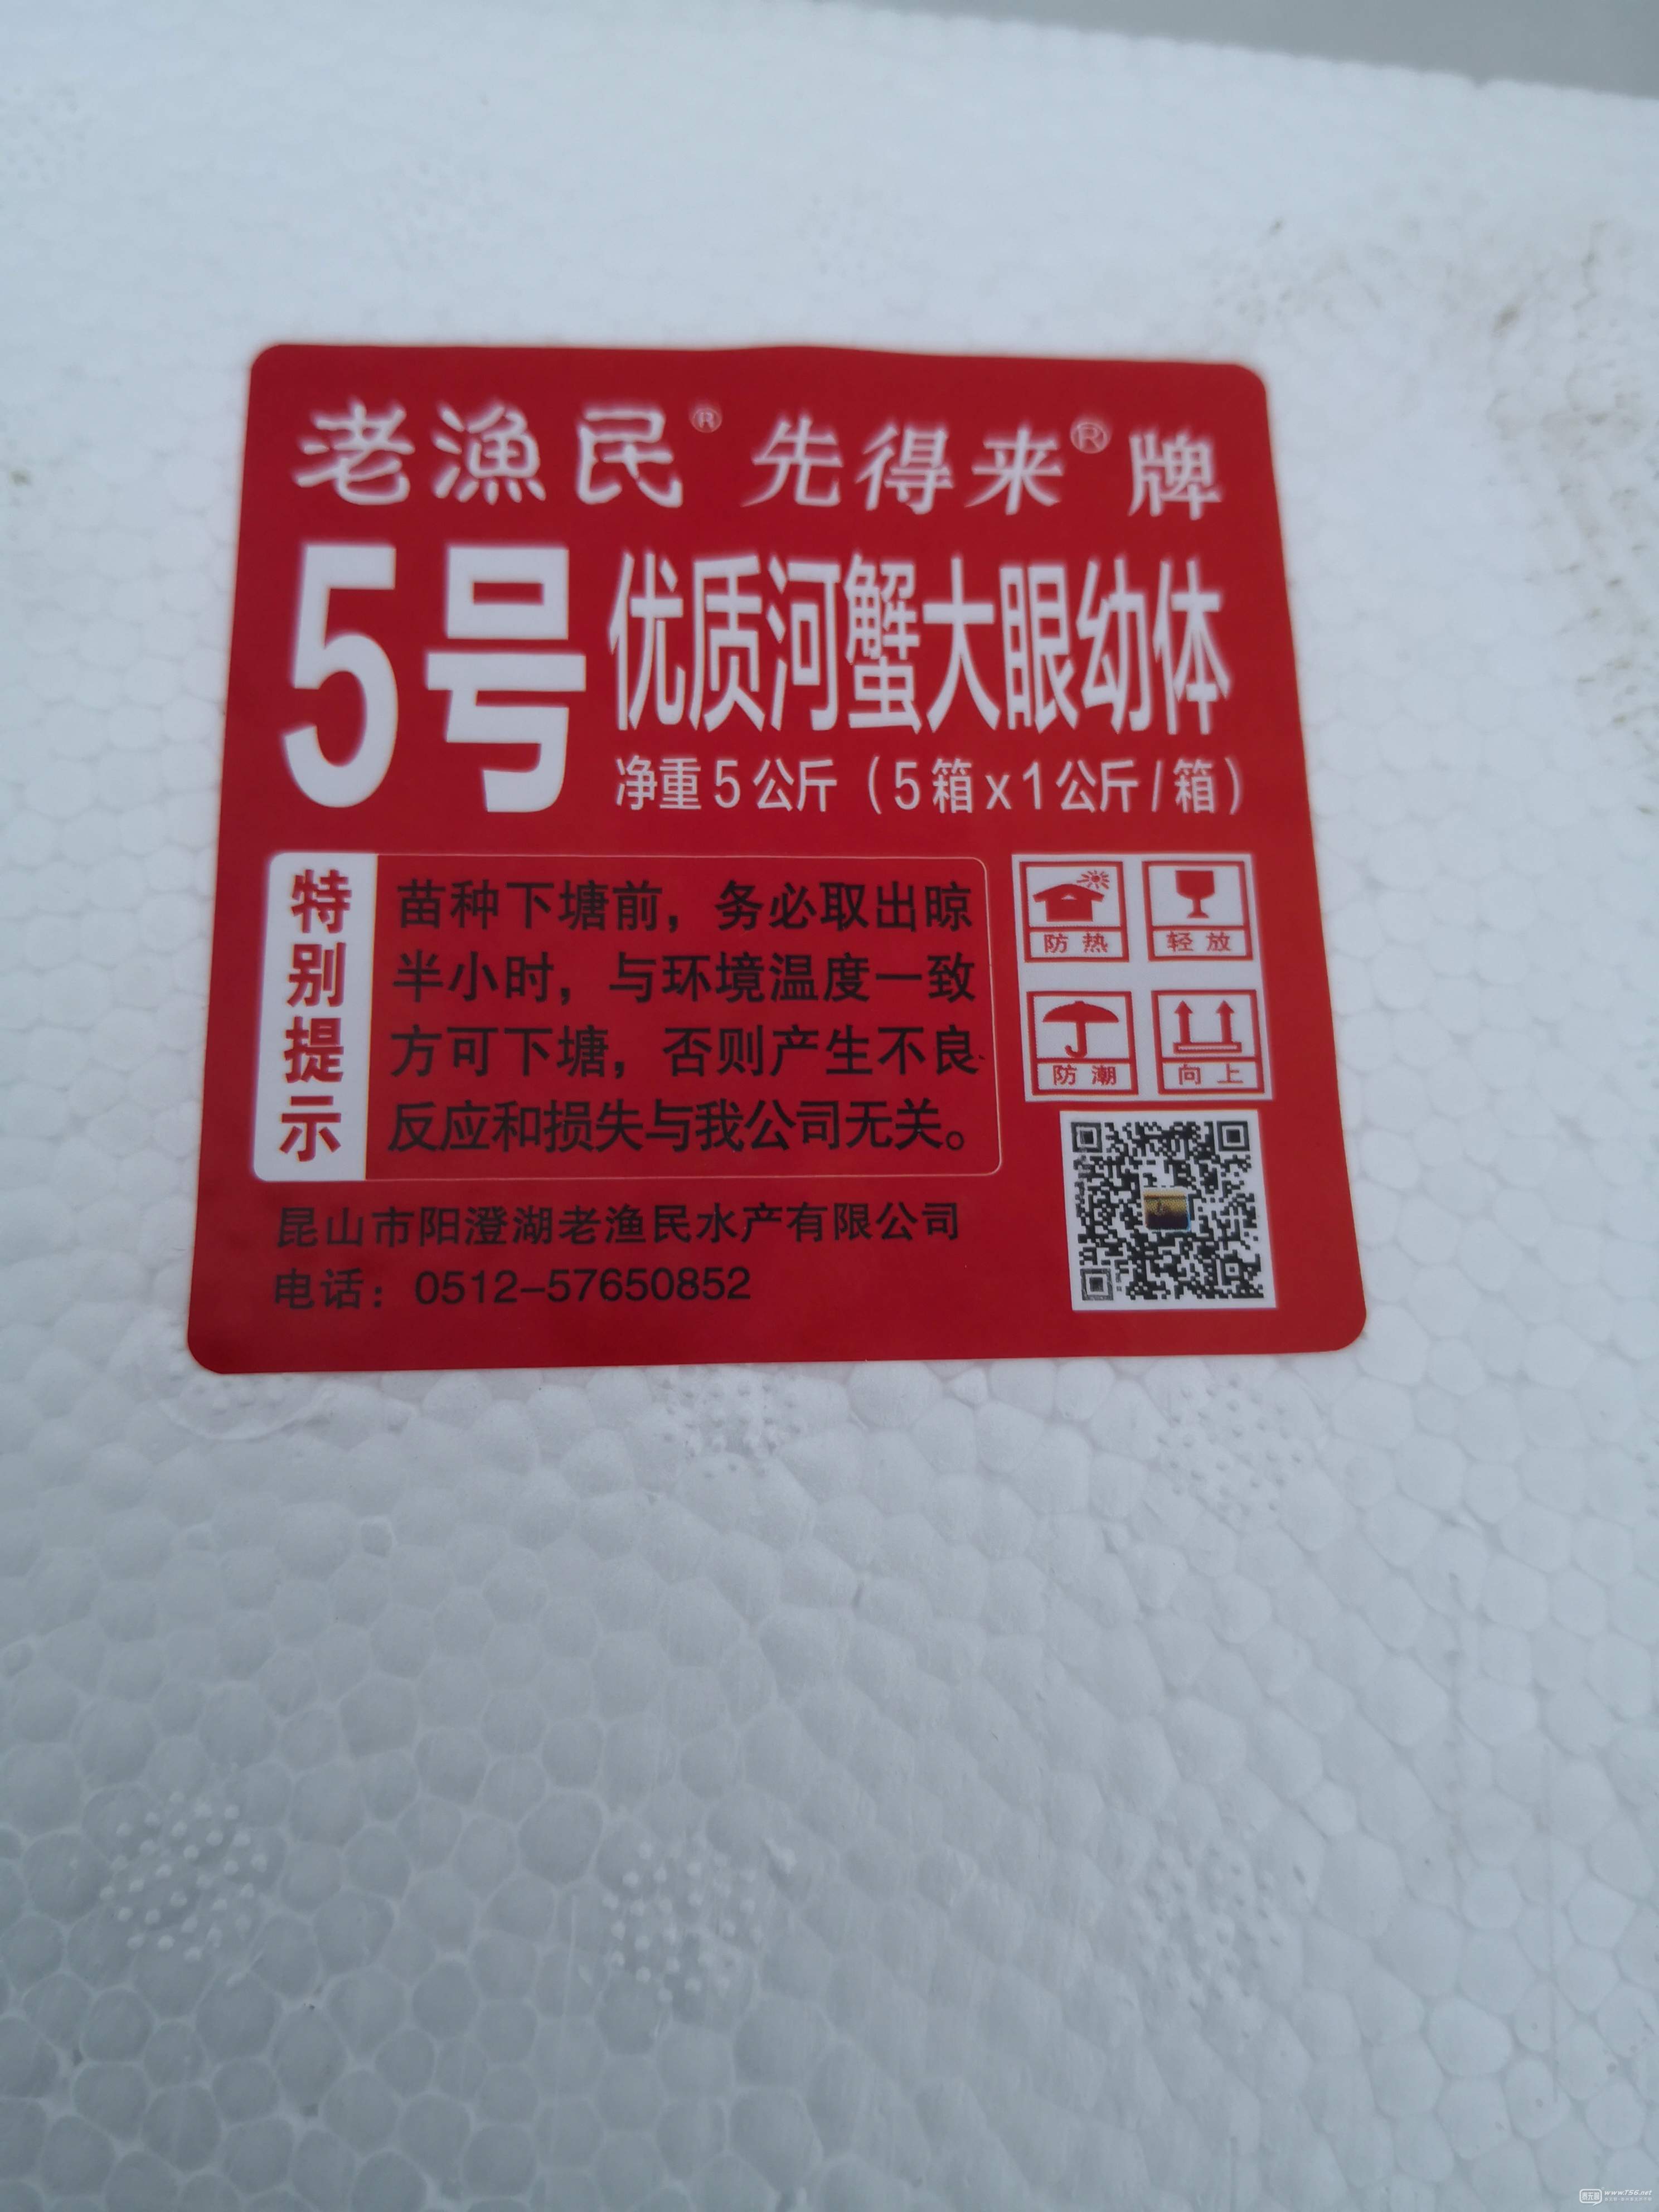 老漁民® 先得来® 牌
5号
优质河蟹大眼幼体
净重5公斤（5箱x1公斤/箱）
特别提示
苗种下塘前，务必取出晾
半小时，与环境温度一致
方可下塘，否则产生不良
反应和损失与我公司无关。
防热
轻放
防潮
向上
昆山市阳澄湖老渔民水产有限公司
电话：0512-57650852
www.t56.net